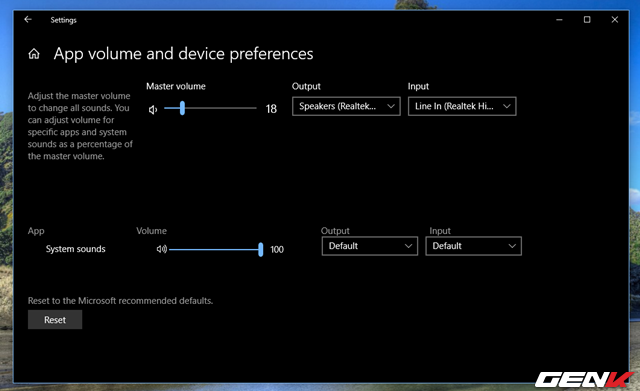 Settings
App volume and device preferences
Adjust the master volume
to change all sounds. You
can adjust volume for
specific apps and system
sounds as a percentage of
the master volume.
Master volume
18
Output
Speakers (Realtek...
Input
Line In (Realtek Hi...
App
Volume
Output
Input
System sounds
100
Default
Default
Reset to the Microsoft recommended defaults.
Reset
GENK